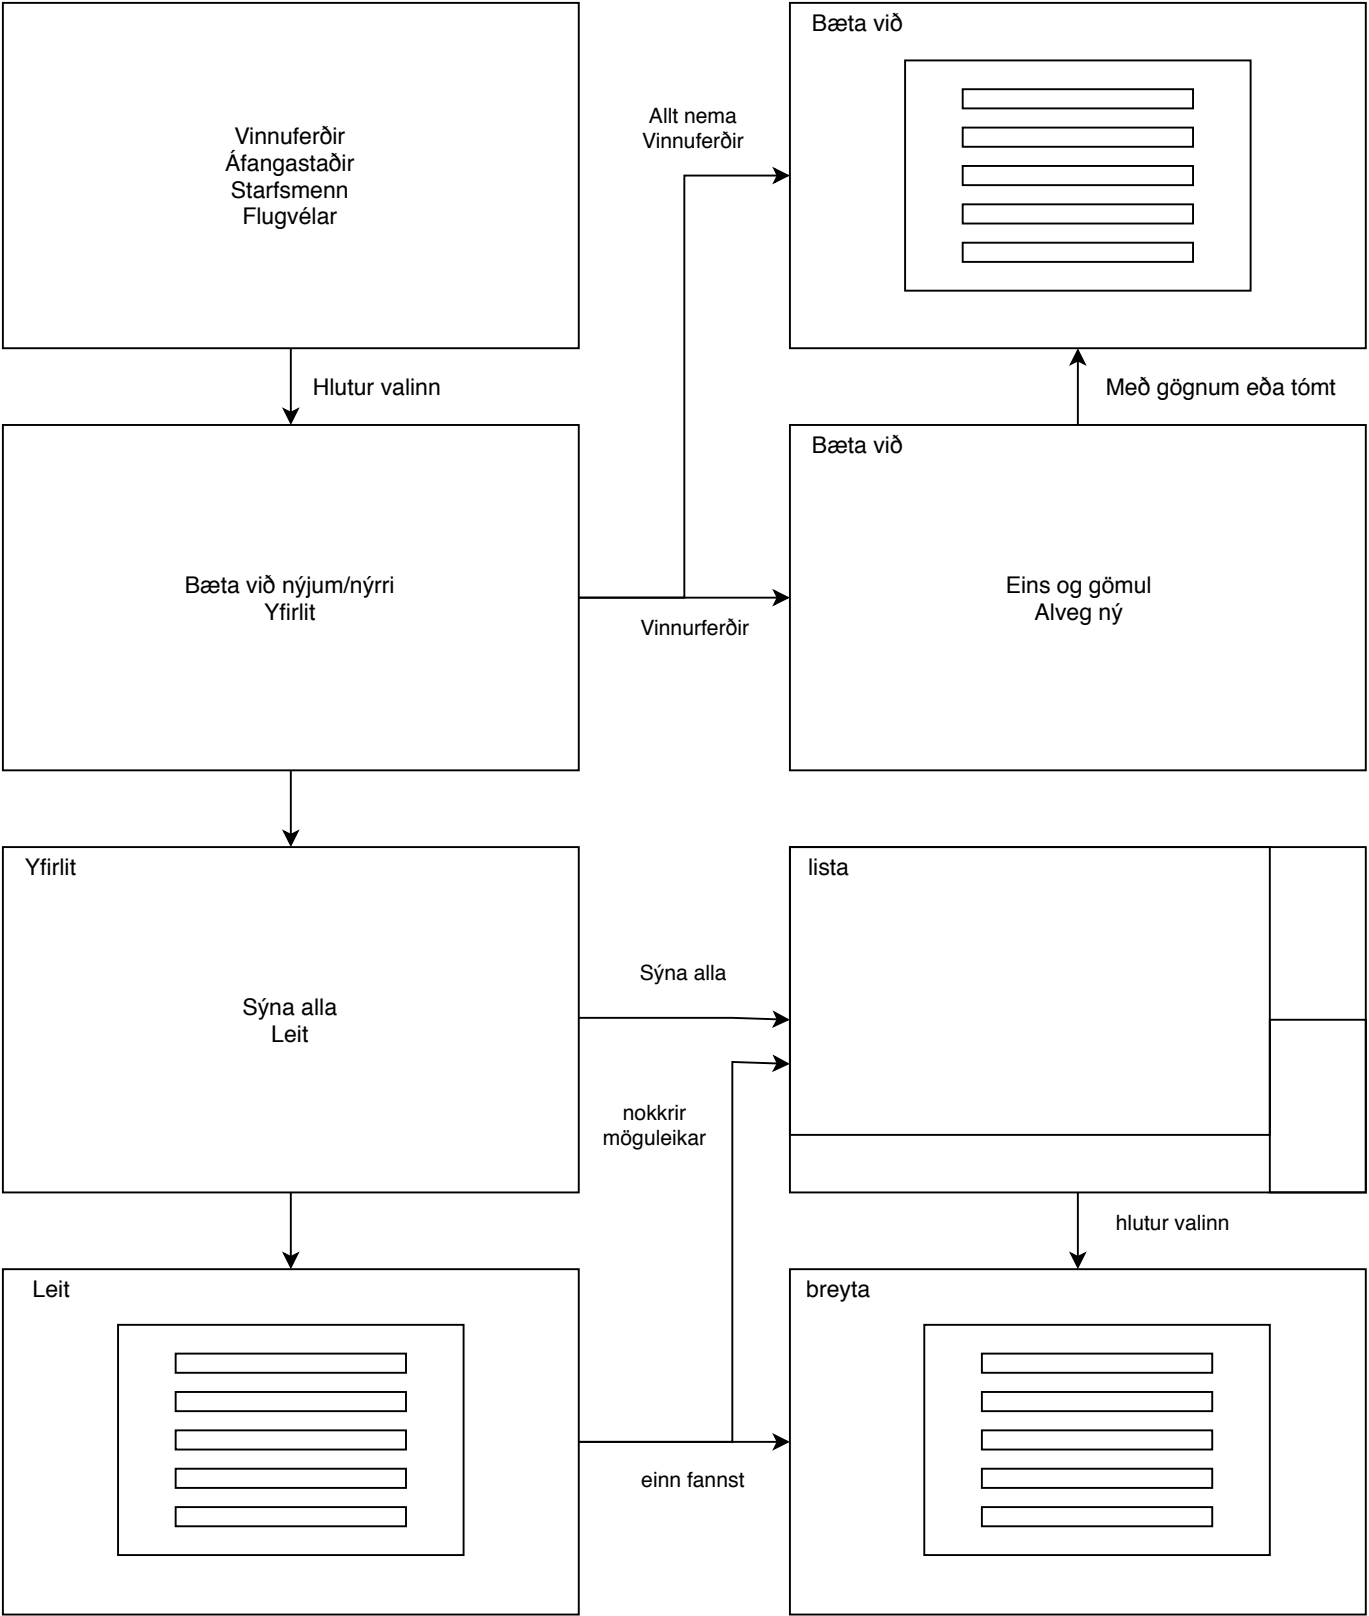 Bæta við
Vinnuferðir
Áfangastaðir
Starfsmenn
Flugvélar
Allt nema
Vinnuferðir
Hlutur valinn
Með gögnum eða tómt
Bæta við
Bæta við nýjum/nýrri
Yfirlit
Eins og gömul
Alveg ný
Vinnurferðir
Yfirlit
lista
Sýna alla
Leit
Sýna alla
nokkrir
möguleikar
hlutur valinn
Leit
breyta
einn fannst